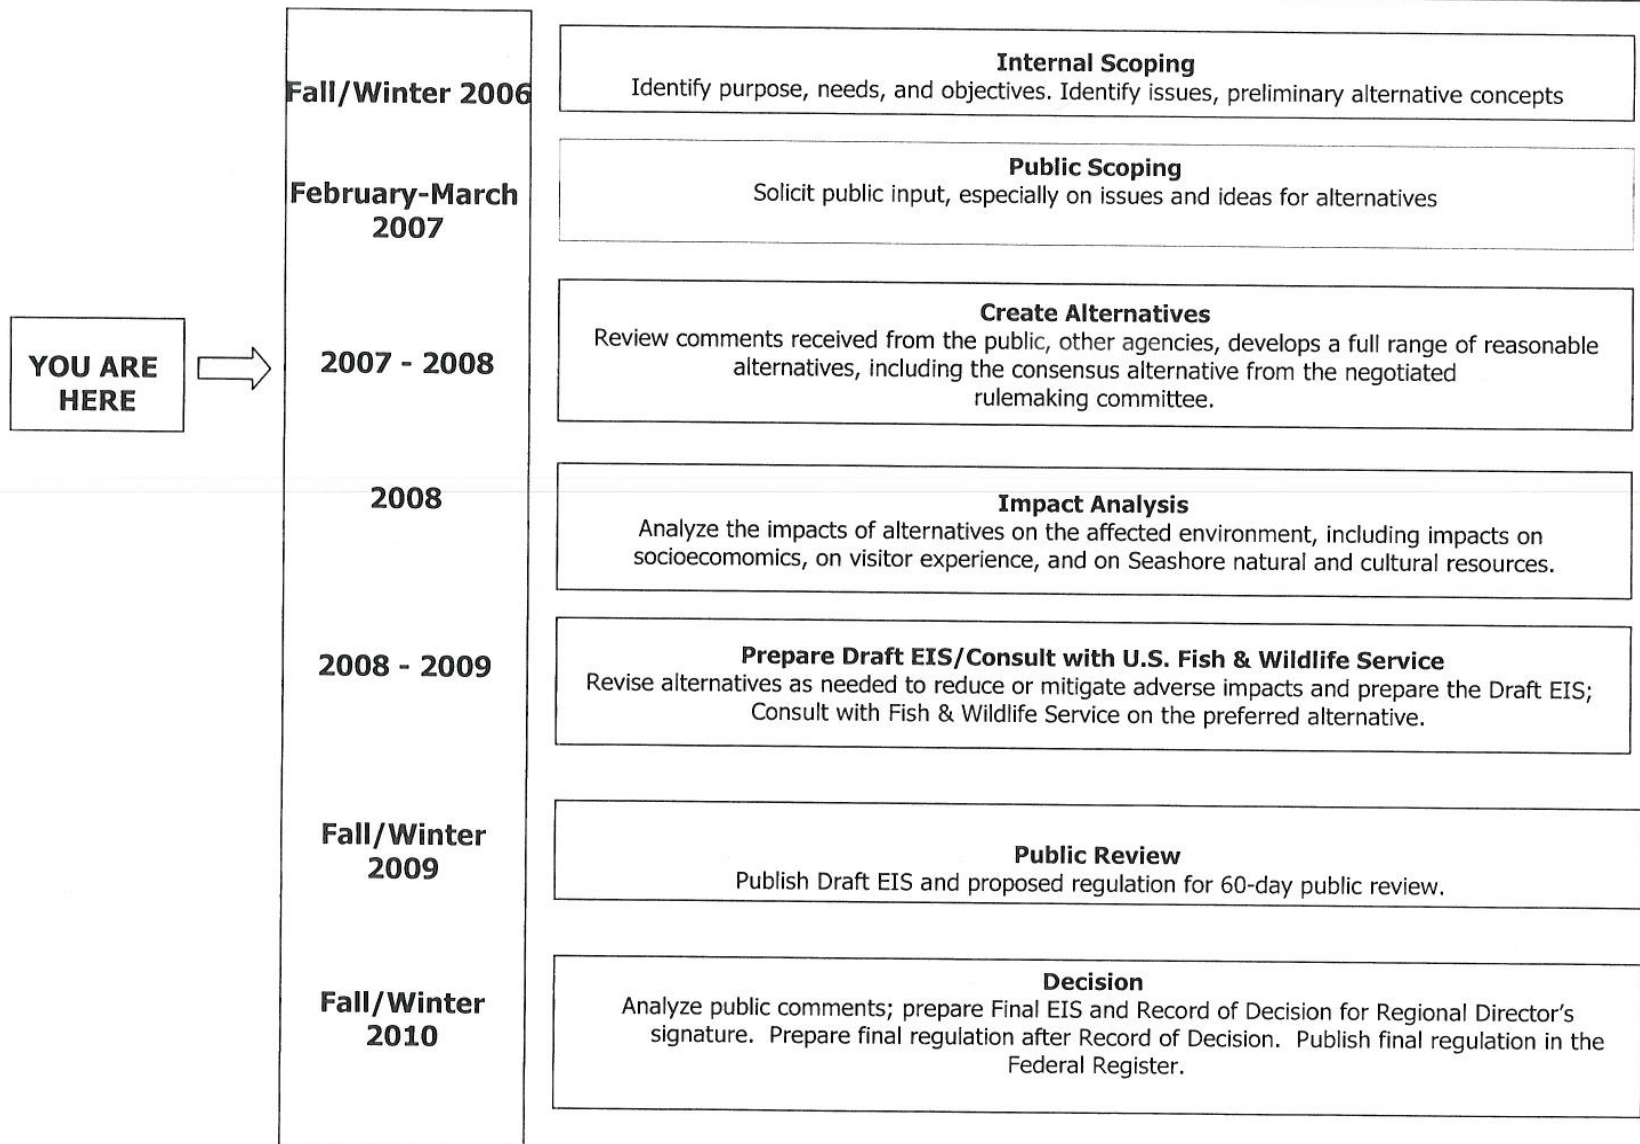 Fall/Winter 2006
Internal Scoping
Identify purpose, needs, and objectives. Identify issues, preliminary alternative concepts
February-March
2007
Public Scoping
Solicit public input, especially on issues and ideas for alternatives
YOU ARE
HERE
2007 - 2008
Create Alternatives
Review comments received from the public, other agencies, develops a full range of reasonable
alternatives, including the consensus alternative from the negotiated
rulemaking committee.
2008
Impact Analysis
Analyze the impacts of alternatives on the affected environment, including impacts on
socioecomomics, on visitor experience, and on Seashore natural and cultural resources.
2008 - 2009
Prepare Draft EIS/Consult with U.S. Fish & Wildlife Service
Revise alternatives as needed to reduce or mitigate adverse impacts and prepare the Draft EIS;
Consult with Fish & Wildlife Service on the preferred alternative.
Fall/Winter
2009
Public Review
Publish Draft EIS and proposed regulation for 60-day public review.
Fall/Winter
2010
Decision
Analyze public comments; prepare Final EIS and Record of Decision for Regional Director's
signature.  Prepare final regulation after Record of Decision.  Publish final regulation in the
Federal Register.